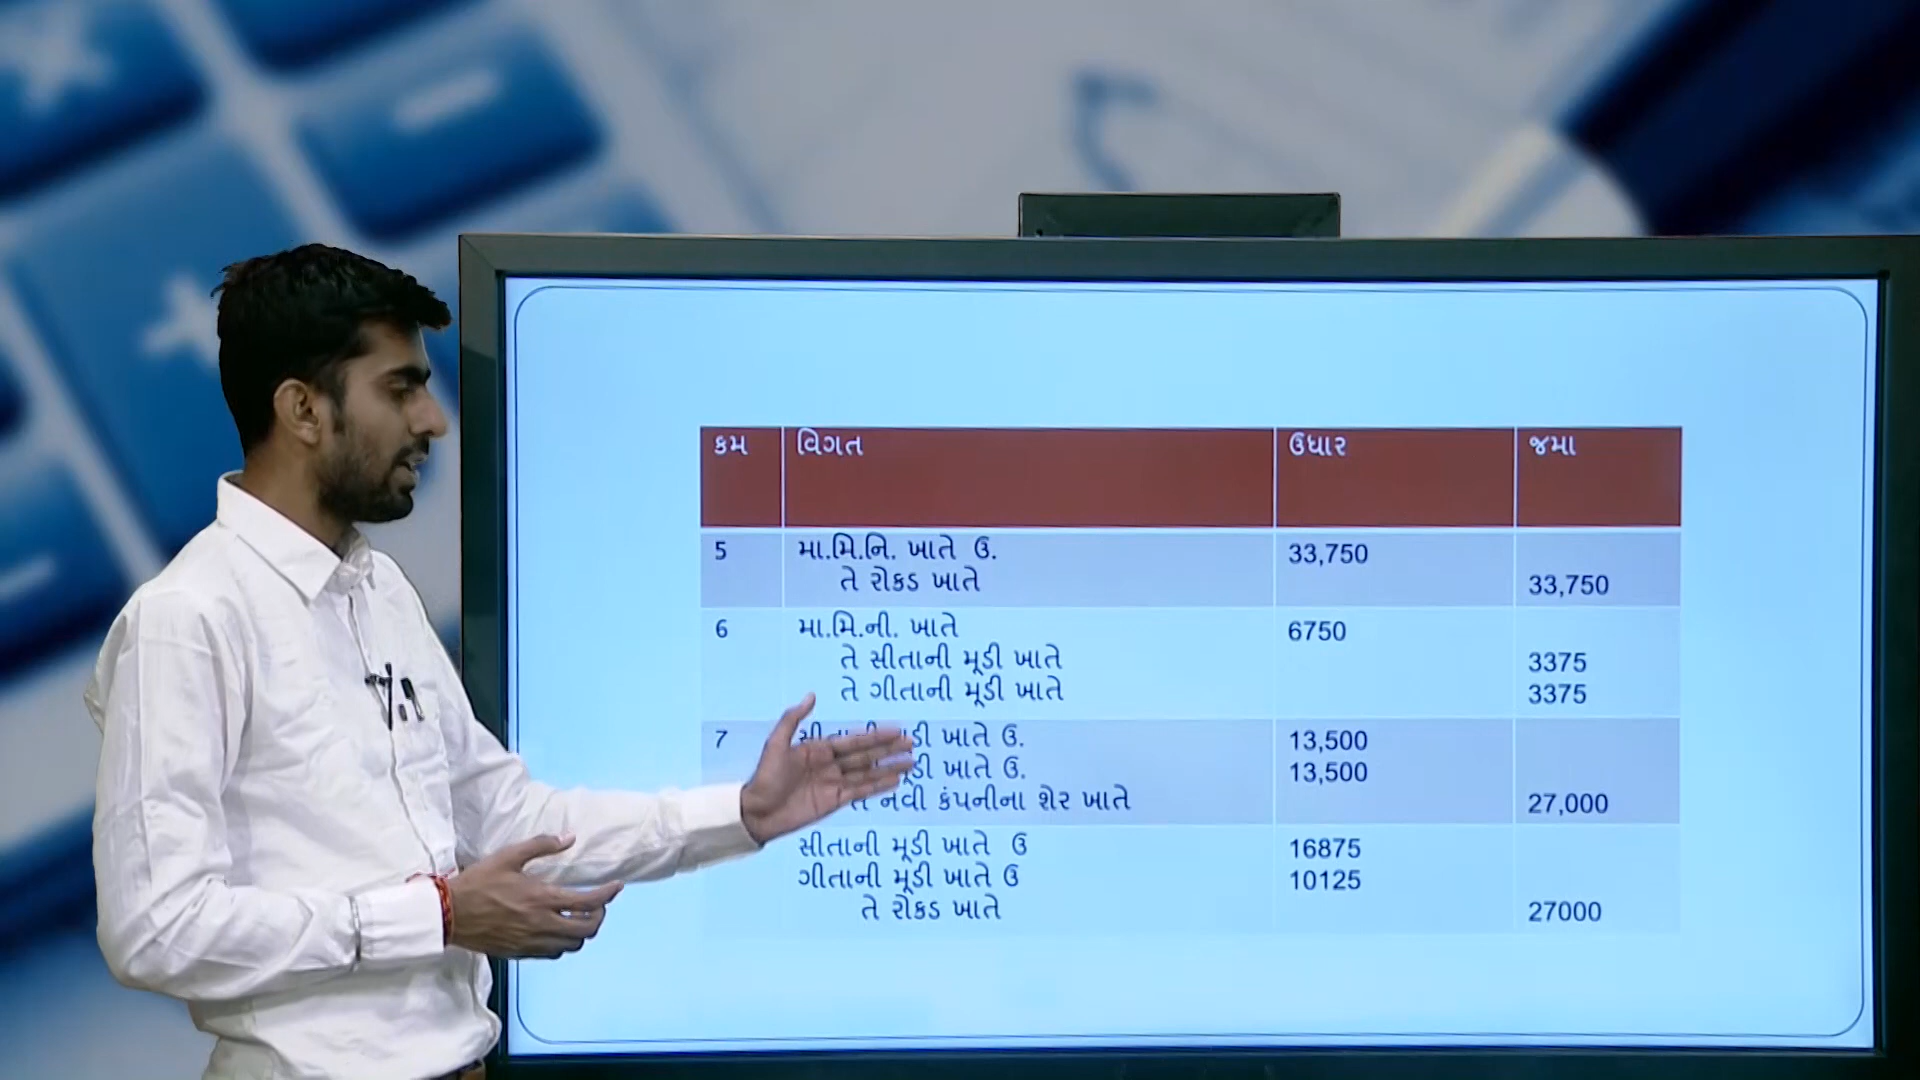 ક્રમ વિગત ઉધાર જમા
5 મા.મિ.નિ. ખાતે ઉ. 33,750
તે રોકડ ખાતે 33,750
6 મા.મિ.ની. ખાતે 6750
તે સીતાની મૂડી ખાતે 3375
તે ગીતાની મૂડી ખાતે 3375
7 ખાતે ઉ. 13,500
ખાતે ઉ. 13,500
નવી કંપનીના શેર ખાતે 27,000
સીતાની મૂડી ખાતે ઉ 16875
ગીતાની મૂડી ખાતે ઉ 10125
તે રોકડ ખાતે 27000